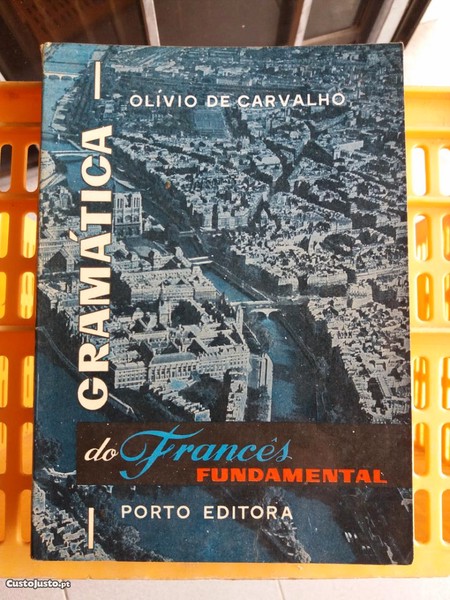 OLÍVIO DE CARVALHO
GRAMÁTICA
do Francês
FUNDAMENTAL
PORTO EDITORA
CustoJusto.pt